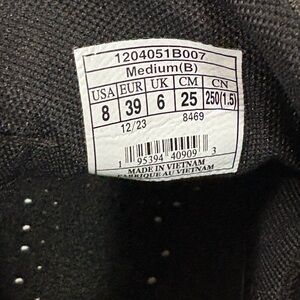 1204051B007
Medium(B)
USA EUR UK CM CN
8 39 6 25 250(1.5)
12/23 8469
1 95394 40909 3
MADE IN VIETNAM
FABRIQUE AU VIETNAM